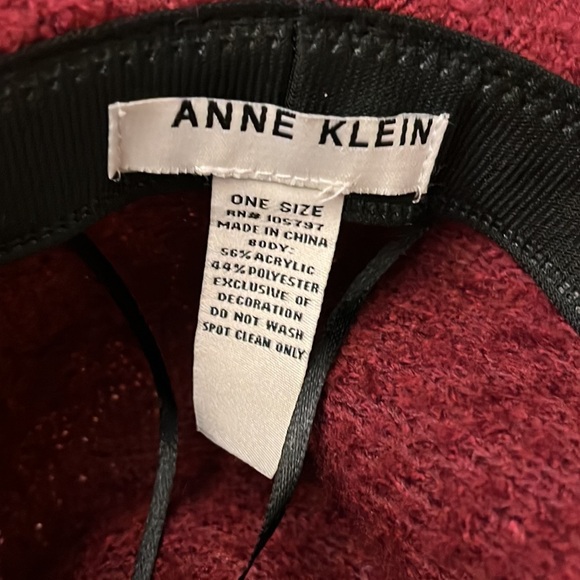 ANNE KLEIN
ONE SIZE
RN# 105797
MADE IN CHINA
BODY:
56% ACRYLIC
44% POLYESTER
EXCLUSIVE OF
DECORATION
DO NOT WASH
SPOT CLEAN ONLY